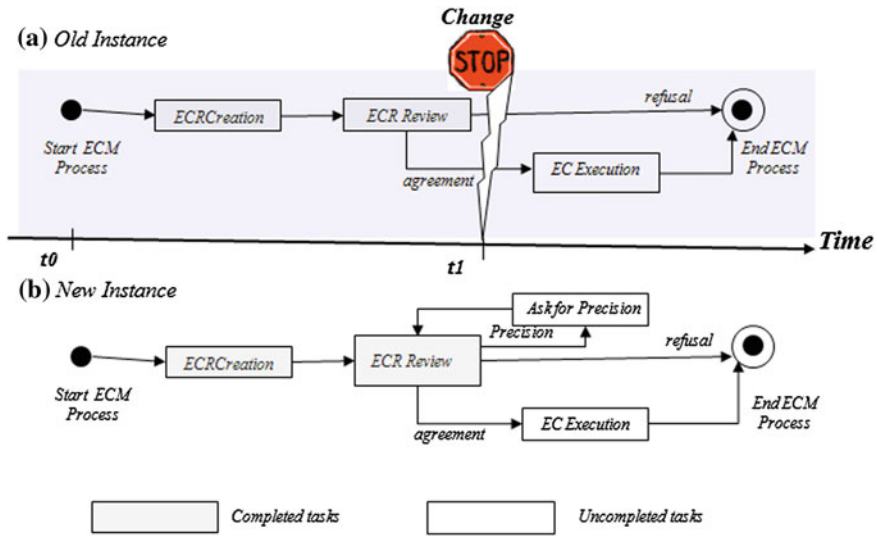 Change
(a) Old Instance
STOP
ECRCreation
ECR Review
refusal
Start ECM
Process
agreement
EC Execution
End ECM
Process
t0
t1
Time
(b) New Instance
Ask for Precision
Precision
ECRCreation
ECR Review
refusal
Start ECM
Process
agreement
EC Execution
End ECM
Process
Completed tasks
Uncompleted tasks